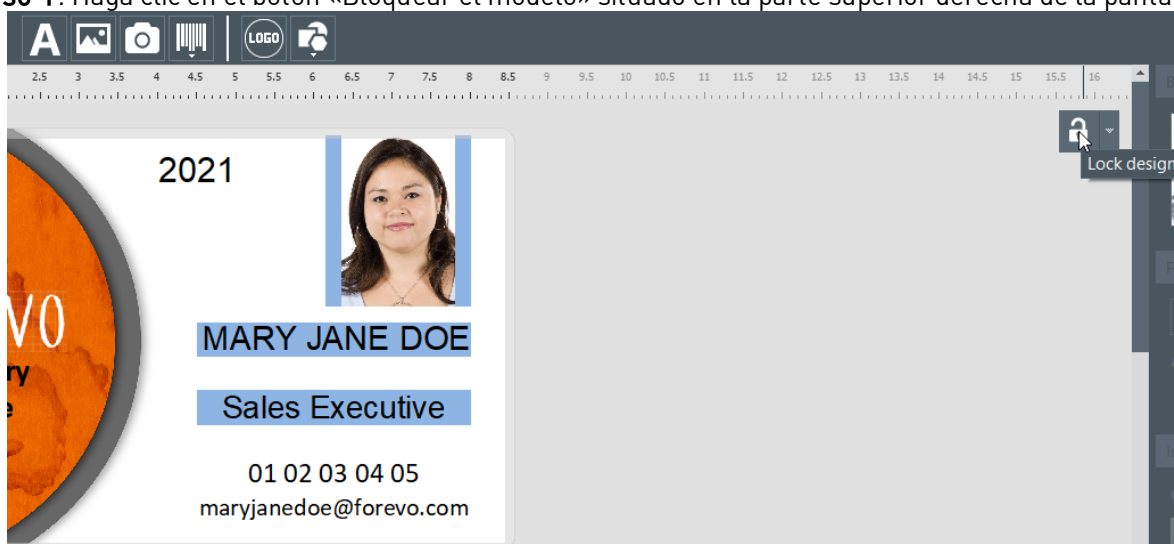 so 1: Haga clic en el botón «Bloquear el modelo» situado en la parte superior derecha de la panta
A LOGO
2.5 3 3.5 4 4.5 5 5.5 6 6.5 7 7.5 8 8.5 9 9.5 10 10.5 11 11.5 12 12.5 13 13.5 14 14.5 15 15.5 16
Lock design
2021
VO
ry
e
MARY JANE DOE
Sales Executive
01 02 03 04 05
maryjanedoe@forevo.com